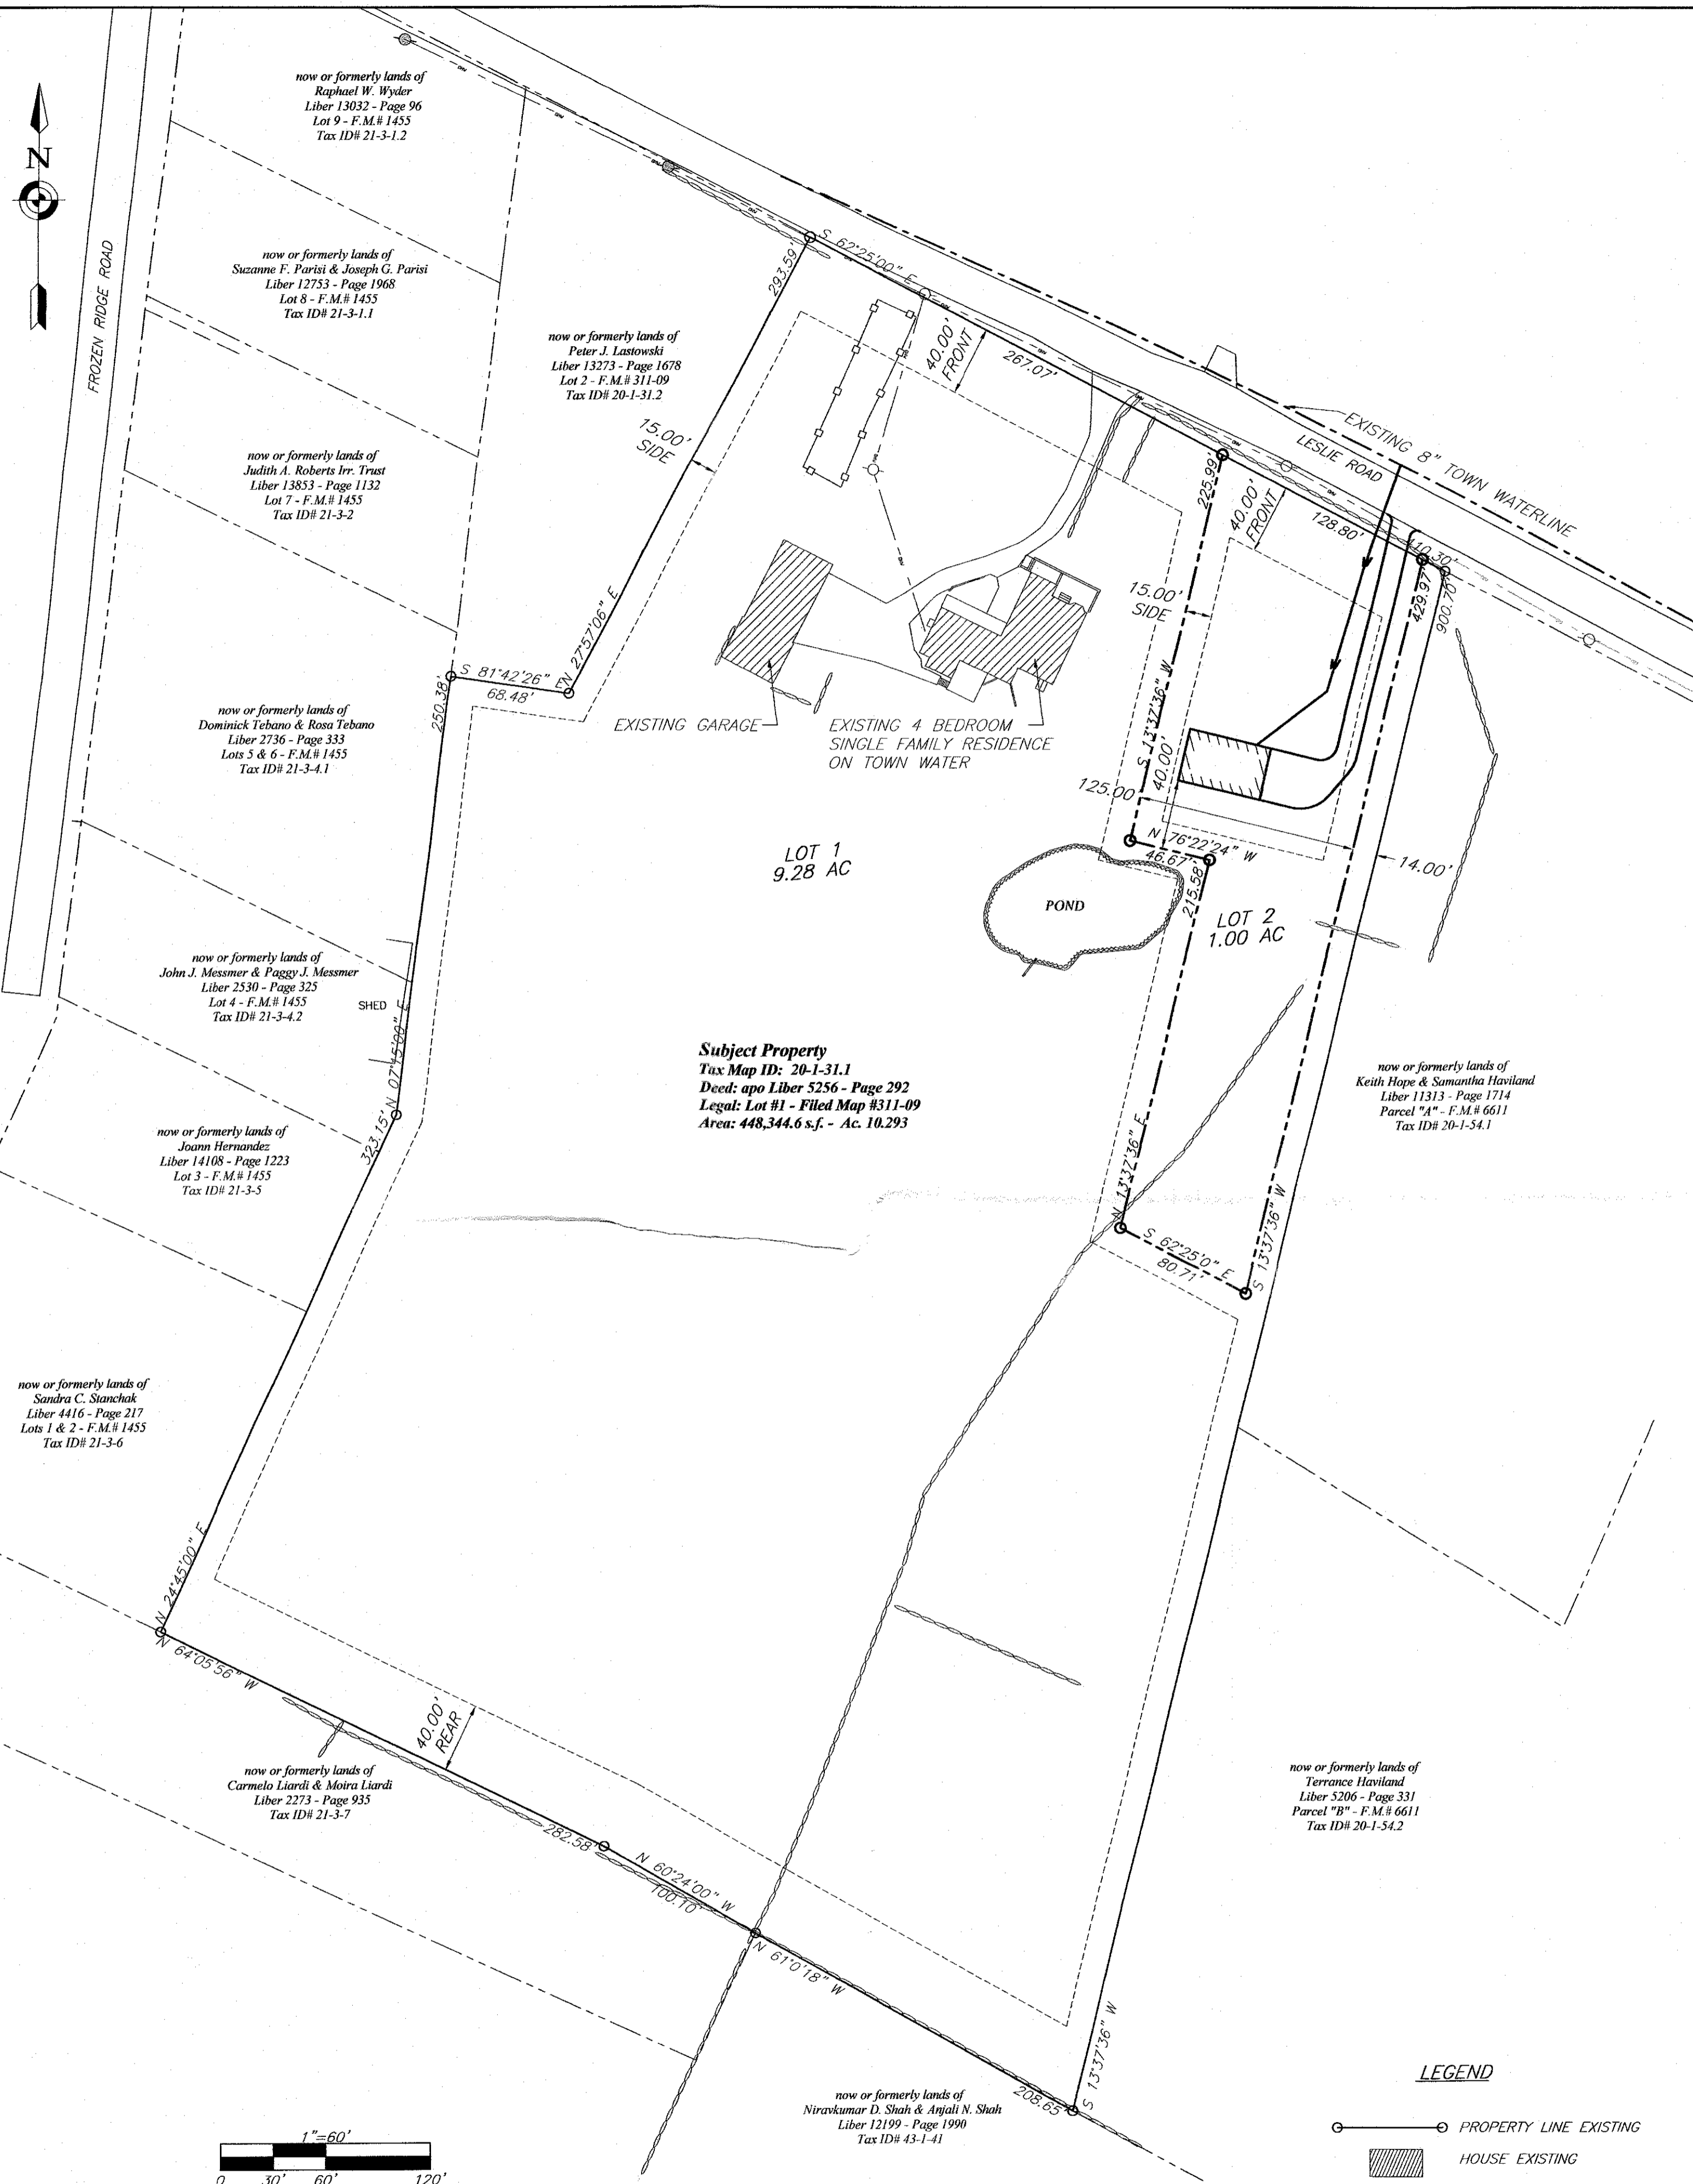 now or formerly lands of
Raphael W. Wyder
Liber 13032 - Page 96
Lot 9 - F.M.# 1455
Tax ID# 21-3-1.2
N
FROZEN RIDGE ROAD
now or formerly lands of
Suzanne F. Parisi & Joseph G. Parisi
Liber 12753 - Page 1968
Lot 8 - F.M.# 1455
Tax ID# 21-3-1.1
now or formerly lands of
Peter J. Lastowski
Liber 13273 - Page 1678
Lot 2 - F.M.# 311-09
Tax ID# 20-1-31.2
293.59'
S 62°25'00" E
40.00'
FRONT
267.07'
15.00'
SIDE
EXISTING 8" TOWN WATERLINE
LESLIE ROAD
now or formerly lands of
Judith A. Roberts Irr. Trust
Liber 13853 - Page 1132
Lot 7 - F.M.# 1455
Tax ID# 21-3-2
225.99'
40.00'
FRONT
128.80'
10.30'
429.97'
900.70'
15.00'
SIDE
N 27°57'06" E
S 81°42'26" E
68.48'
250.38'
S 13°37'36" W
now or formerly lands of
Dominick Tebano & Rosa Tebano
Liber 2736 - Page 333
Lots 5 & 6 - F.M.# 1455
Tax ID# 21-3-4.1
EXISTING GARAGE
EXISTING 4 BEDROOM
SINGLE FAMILY RESIDENCE
ON TOWN WATER
40.00'
125.00'
N 76°22'24" W
46.67'
14.00'
LOT 1
9.28 AC
POND
215.58'
LOT 2
1.00 AC
now or formerly lands of
John J. Messmer & Paggy J. Messmer
Liber 2530 - Page 325
Lot 4 - F.M.# 1455
Tax ID# 21-3-4.2
SHED
N 07°15'00" E
Subject Property
Tax Map ID: 20-1-31.1
Deed: apo Liber 5256 - Page 292
Legal: Lot #1 - Filed Map #311-09
Area: 448,344.6 s.f. - Ac. 10.293
now or formerly lands of
Keith Hope & Samantha Haviland
Liber 11313 - Page 1714
Parcel "A" - F.M.# 6611
Tax ID# 20-1-54.1
now or formerly lands of
Joann Hernandez
Liber 14108 - Page 1223
Lot 3 - F.M.# 1455
Tax ID# 21-3-5
323.15'
N 13°37'36" E
S 62°25'0" E
80.71'
S 13°37'36" W
now or formerly lands of
Sandra C. Stanchak
Liber 4416 - Page 217
Lots 1 & 2 - F.M.# 1455
Tax ID# 21-3-6
N 24°45'00" E
N 64°05'56" W
40.00'
REAR
now or formerly lands of
Carmelo Liardi & Moira Liardi
Liber 2273 - Page 935
Tax ID# 21-3-7
282.58'
N 60°24'00" W
100.10'
N 61°0'18" W
now or formerly lands of
Terrance Haviland
Liber 5206 - Page 331
Parcel "B" - F.M.# 6611
Tax ID# 20-1-54.2
S 13°37'36" W
208.65'
now or formerly lands of
Niravkumar D. Shah & Anjali N. Shah
Liber 12199 - Page 1990
Tax ID# 43-1-41
LEGEND
PROPERTY LINE EXISTING
HOUSE EXISTING
1"=60'
0 30' 60' 120'